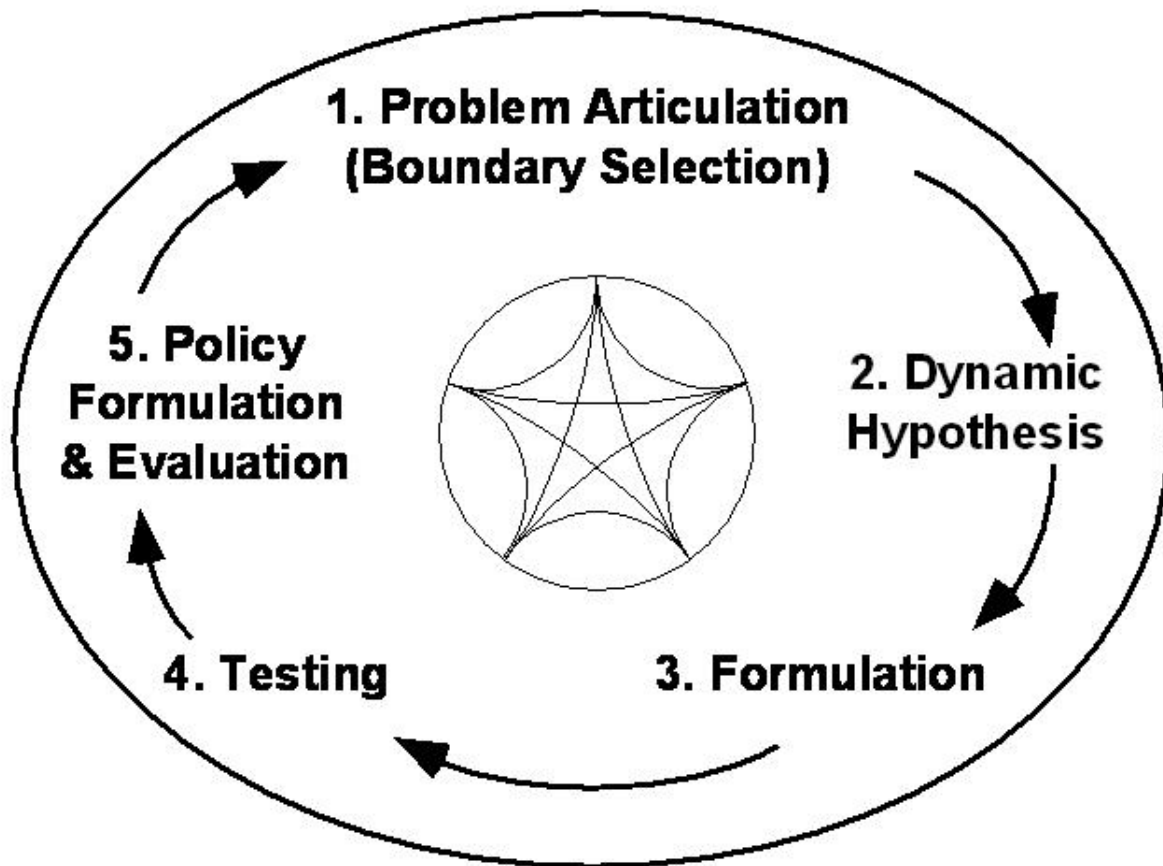 1. Problem Articulation
(Boundary Selection)
2. Dynamic
Hypothesis
3. Formulation
4. Testing
5. Policy
Formulation
& Evaluation